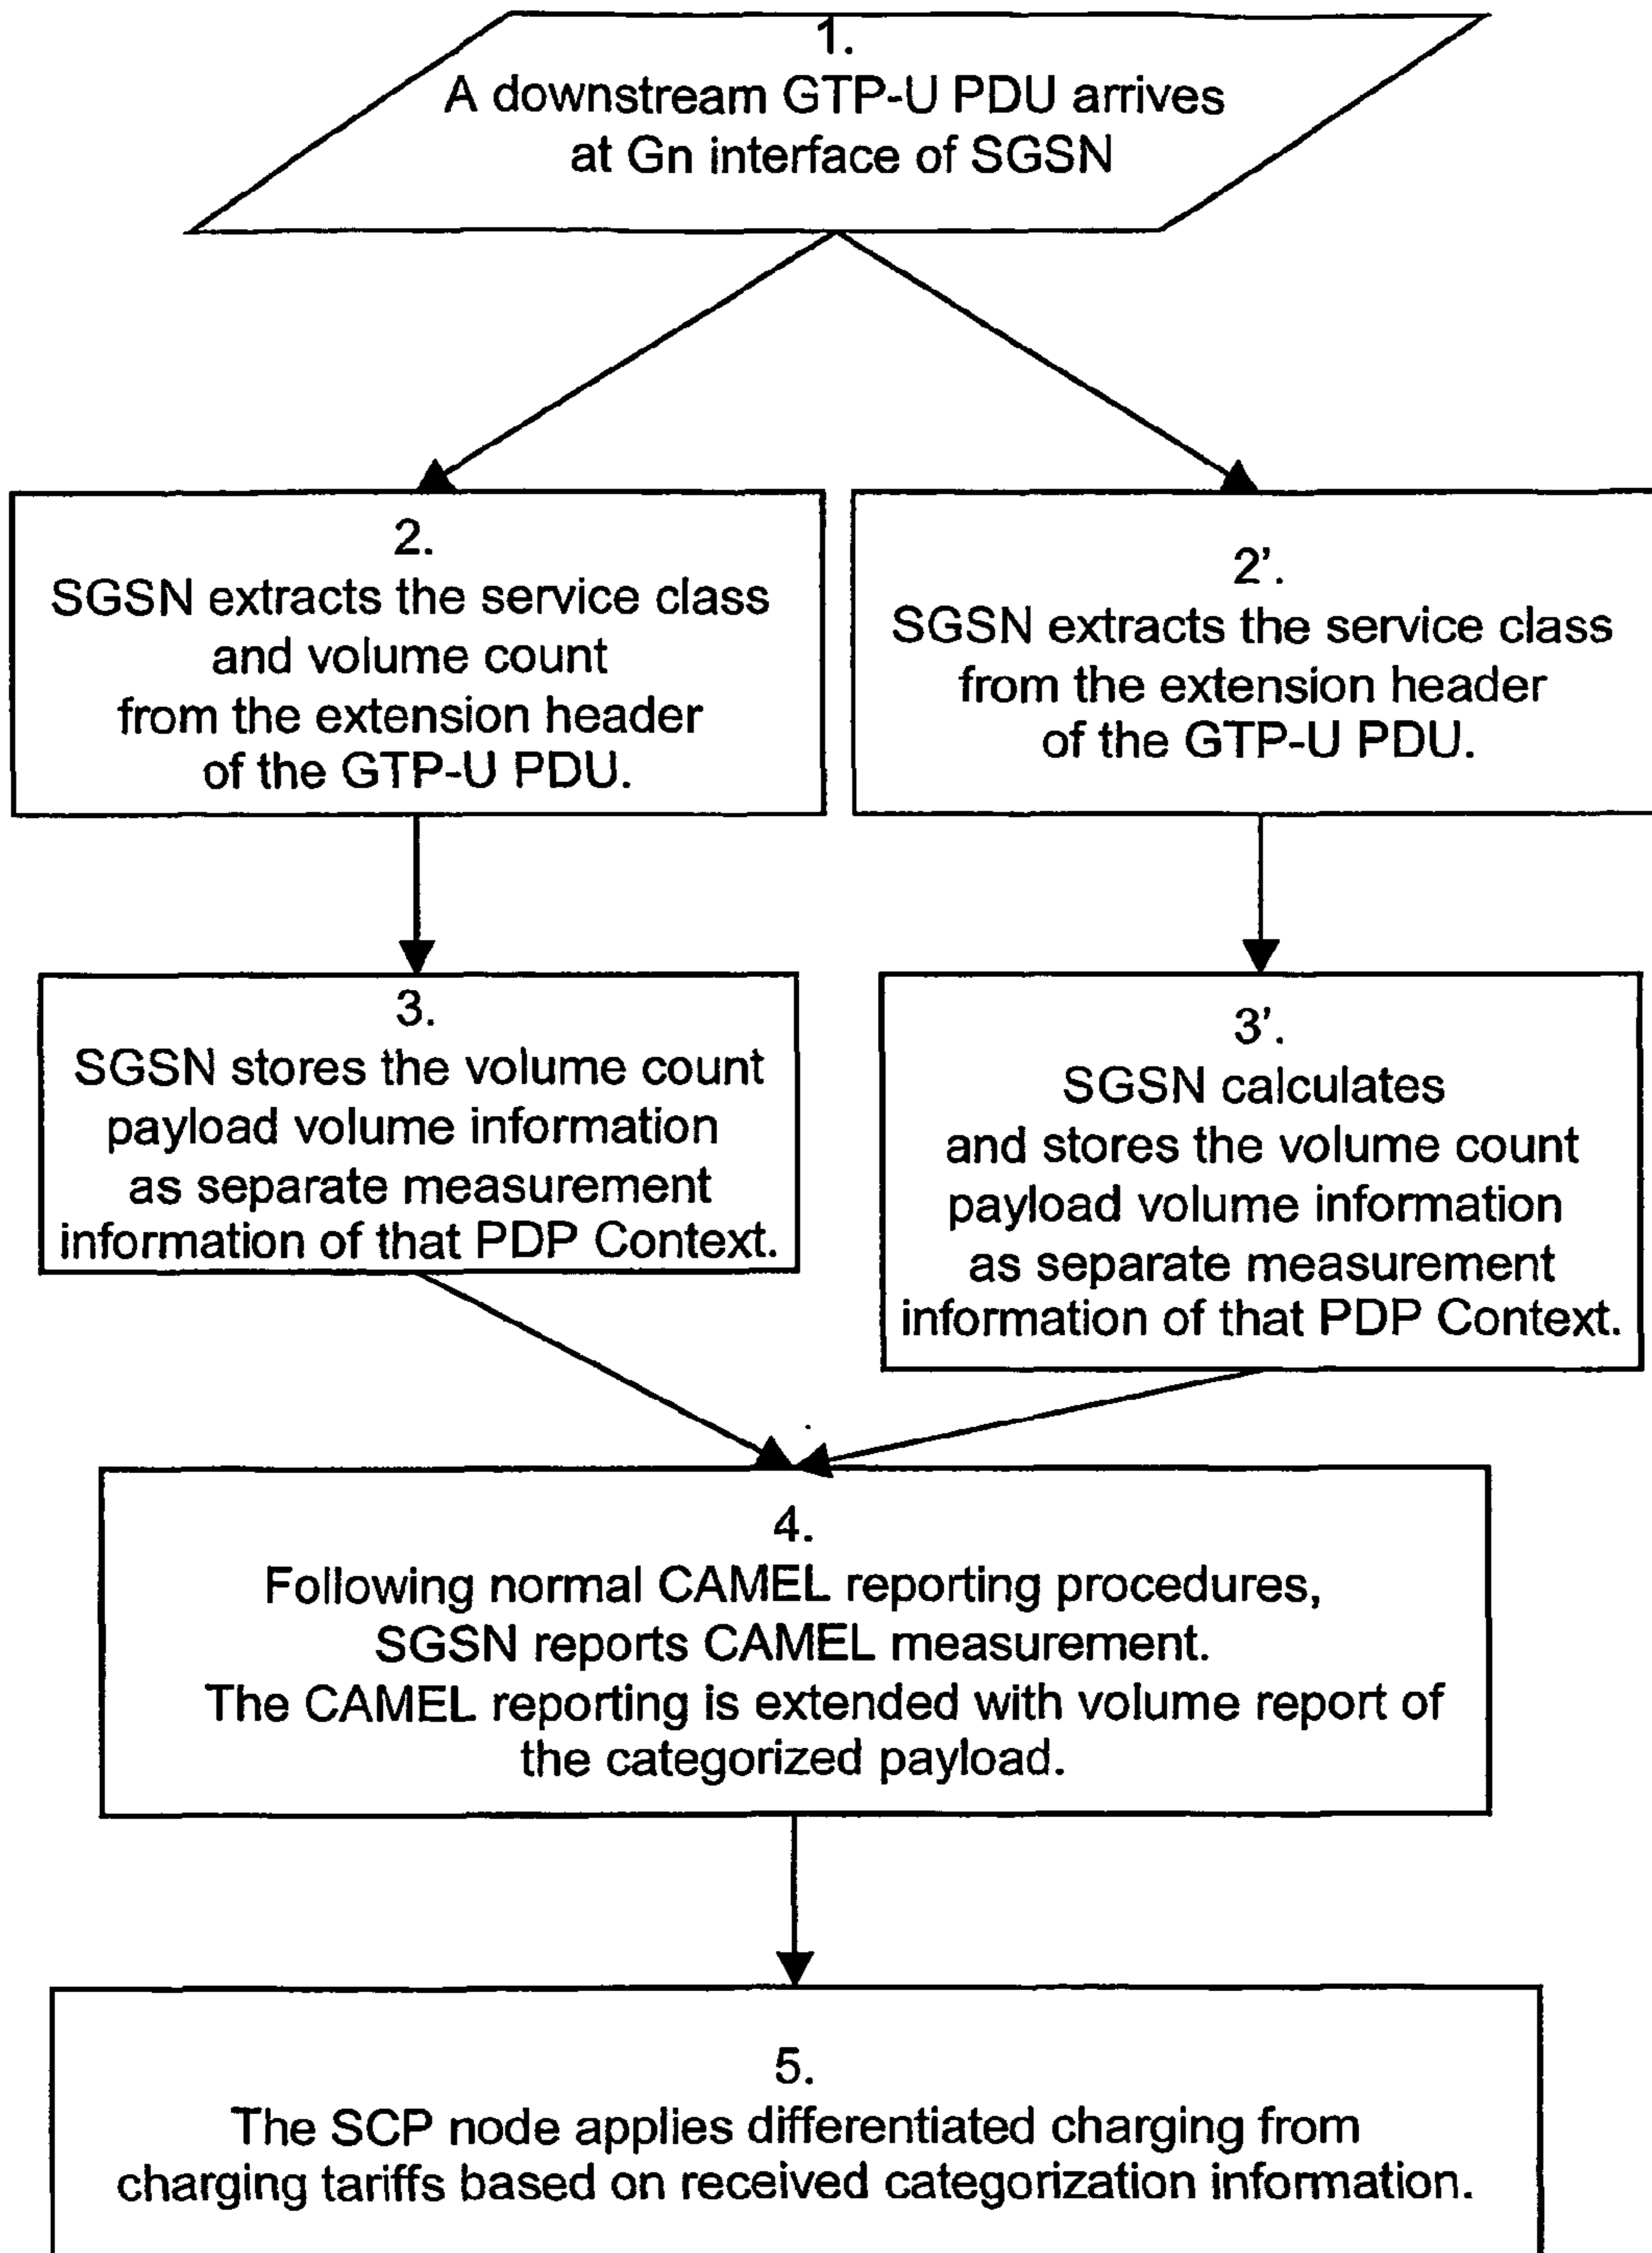 1.
A downstream GTP-U PDU arrives
at Gn interface of SGSN
2.
SGSN extracts the service class
and volume count
from the extension header
of the GTP-U PDU.
2'.
SGSN extracts the service class
from the extension header
of the GTP-U PDU.
3.
SGSN stores the volume count
payload volume information
as separate measurement
information of that PDP Context.
3'.
SGSN calculates
and stores the volume count
payload volume information
as separate measurement
information of that PDP Context.
4.
Following normal CAMEL reporting procedures,
SGSN reports CAMEL measurement.
The CAMEL reporting is extended with volume report of
the categorized payload.
5.
The SCP node applies differentiated charging from
charging tariffs based on received categorization information.